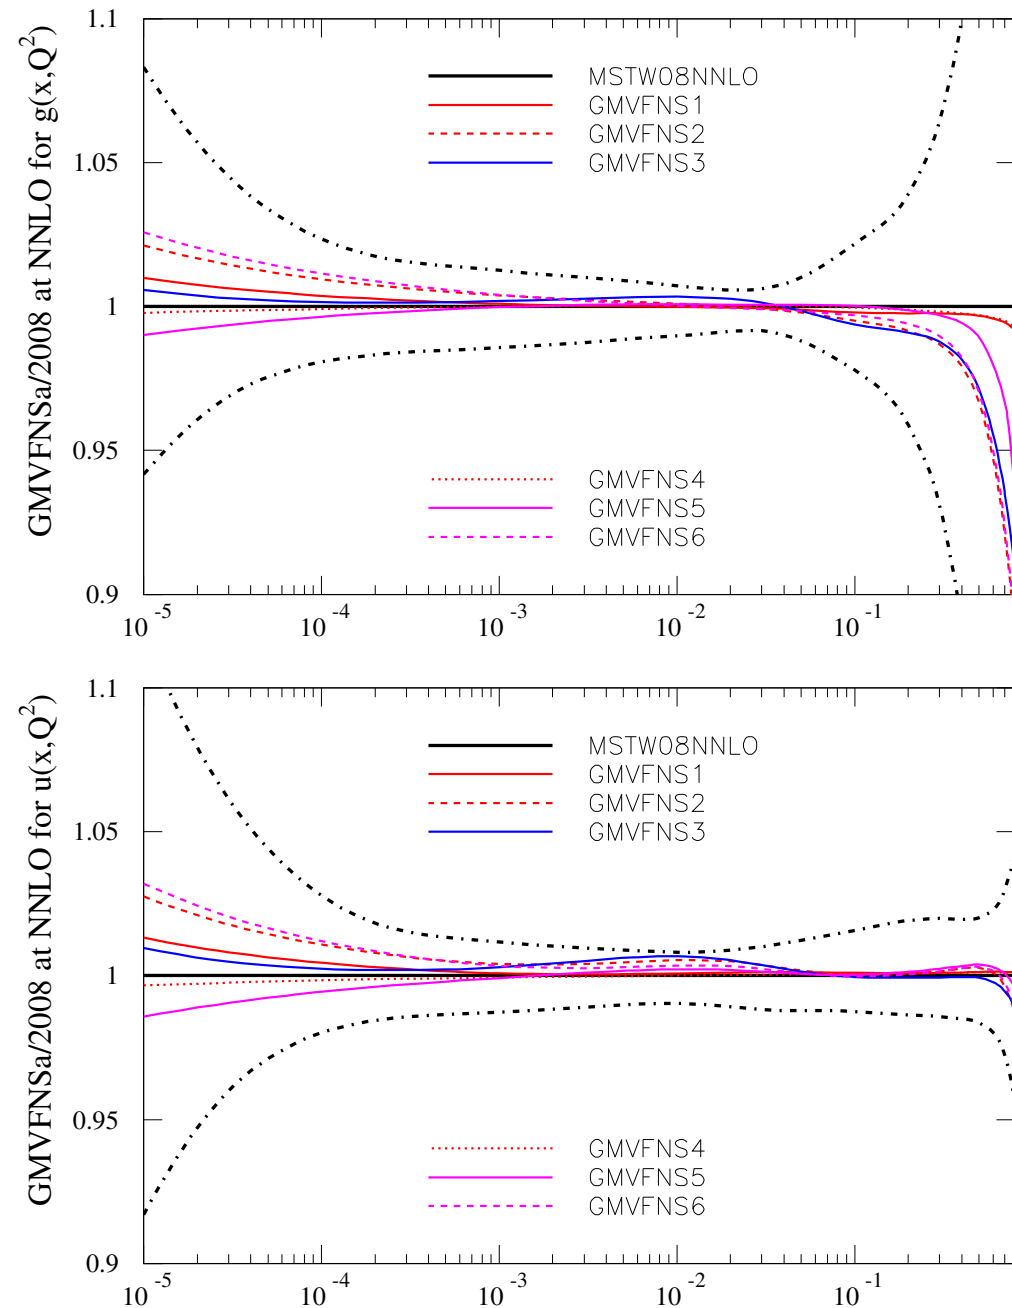 GMVFNSa/2008 at NNLO for g(x,Q²)
1.1
1.05
1
0.95
0.9
MSTW08NNLO
GMVFNS1
GMVFNS2
GMVFNS3
GMVFNS4
GMVFNS5
GMVFNS6
10⁻⁵ 10⁻⁴ 10⁻³ 10⁻² 10⁻¹
GMVFNSa/2008 at NNLO for u(x,Q²)
1.1
1.05
1
0.95
0.9
MSTW08NNLO
GMVFNS1
GMVFNS2
GMVFNS3
GMVFNS4
GMVFNS5
GMVFNS6
10⁻⁵ 10⁻⁴ 10⁻³ 10⁻² 10⁻¹